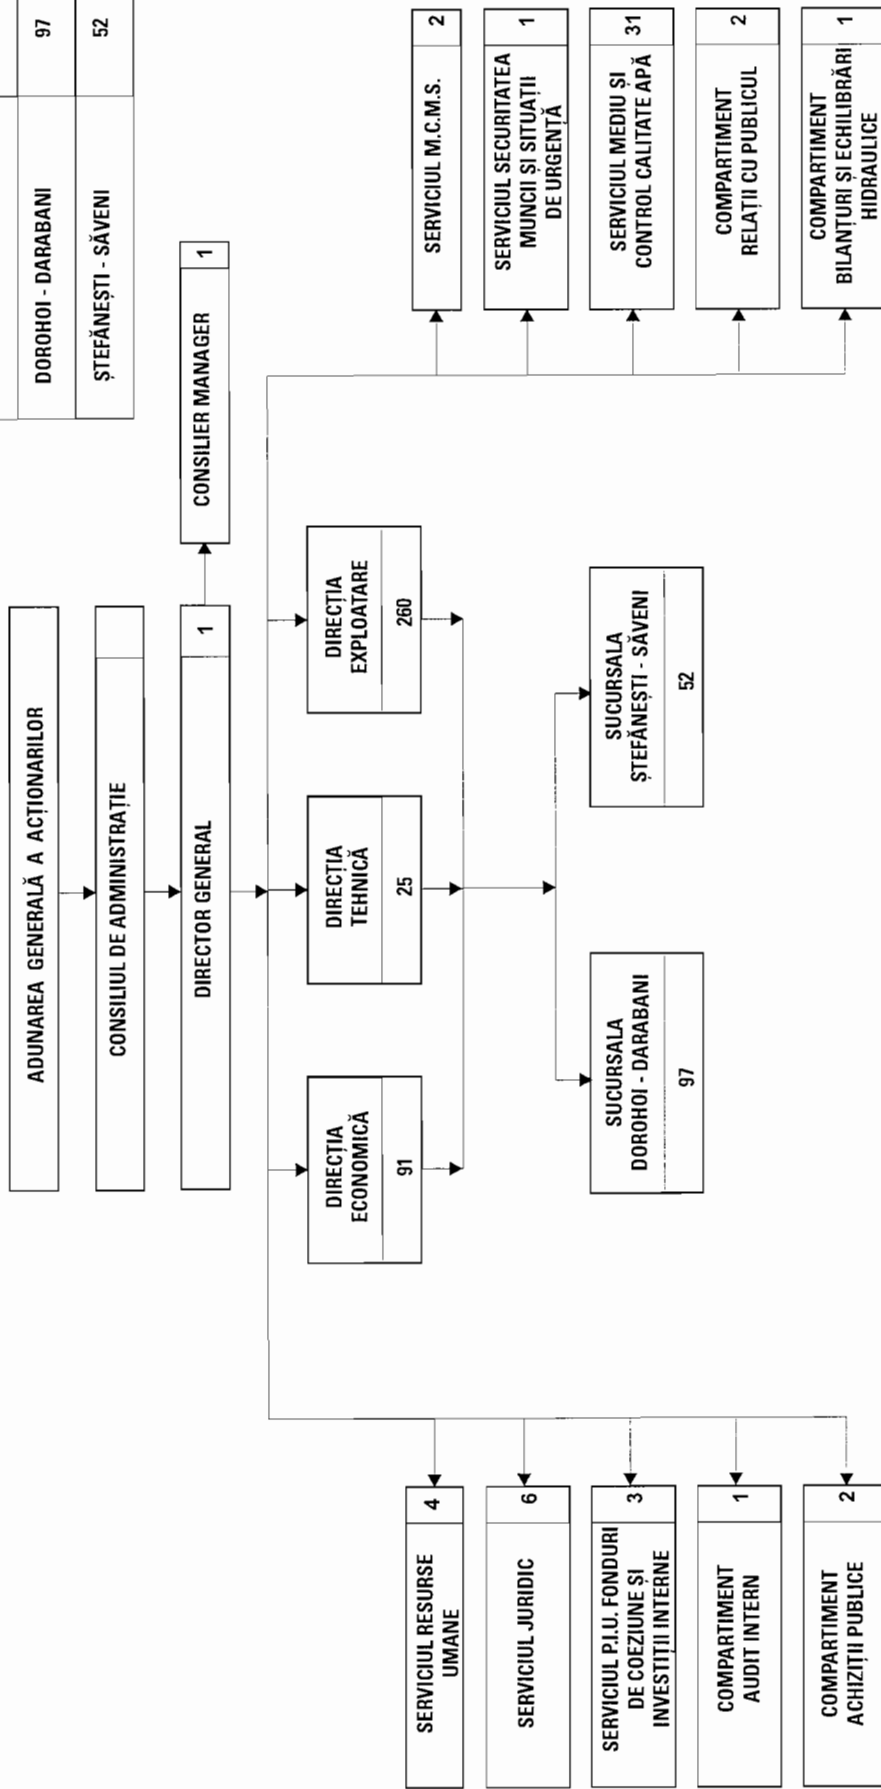 DOROHOI - DARABANI 97
ȘTEFĂNEȘTI - SĂVENI 52
ADUNAREA GENERALĂ A ACȚIONARILOR
CONSILIUL DE ADMINISTRAȚIE
DIRECTOR GENERAL 1
CONSILIER MANAGER 1
DIRECȚIA
ECONOMICĂ
91
DIRECȚIA
TEHNICĂ
25
DIRECȚIA
EXPLOATARE
260
SERVICIUL RESURSE
UMANE
4
SERVICIUL JURIDIC 6
SERVICIUL P.I.U. FONDURI
DE COEZIUNE ȘI
INVESTIȚII INTERNE
3
COMPARTIMENT
AUDIT INTERN
1
COMPARTIMENT
ACHIZIȚII PUBLICE
2
SUCURSALA
DOROHOI - DARABANI
97
SUCURSALA
ȘTEFĂNEȘTI - SĂVENI
52
SERVICIUL M.C.M.S. 2
SERVICIUL SECURITATEA
MUNCII ȘI SITUAȚII
DE URGENȚĂ
1
SERVICIUL MEDIU ȘI
CONTROL CALITATE APĂ
31
COMPARTIMENT
RELAȚII CU PUBLICUL
2
COMPARTIMENT
BILANȚURI ȘI ECHILIBRĂRI
HIDRAULICE
1